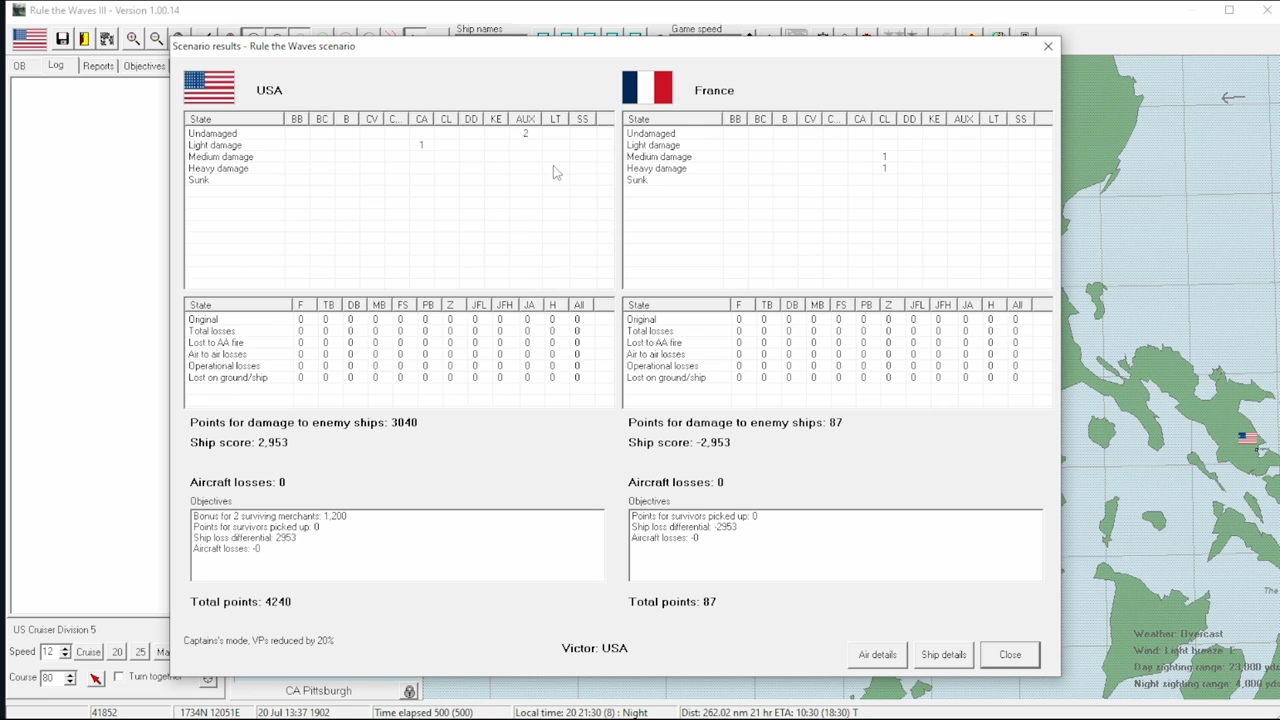 Rule the Waves III - Version 1.00.14
Ship names
Game speed
Scenario results - Rule the Waves scenario
OB Log Reports Objectives
USA
France
State BB BC B CV C... CA CL DD KE AUX LT SS
Undamaged 2
Light damage 1
Medium damage
Heavy damage
Sunk
State BB BC B CV C... CA CL DD KE AUX LT SS
Undamaged
Light damage
Medium damage 1
Heavy damage 1
Sunk
State F TB DB MB FS PB Z JFL JFH JA H All
Original 0 0 0 0 0 0 0 0 0 0 0 0
Total losses 0 0 0 0 0 0 0 0 0 0 0 0
Lost to AA fire 0 0 0 0 0 0 0 0 0 0 0 0
Air to air losses 0 0 0 0 0 0 0 0 0 0 0 0
Operational losses 0 0 0 0 0 0 0 0 0 0 0 0
Lost on ground/ship 0 0 0 0 0 0 0 0 0 0 0 0
State F TB DB MB FS PB Z JFL JFH JA H All
Original 0 0 0 0 0 0 0 0 0 0 0 0
Total losses 0 0 0 0 0 0 0 0 0 0 0 0
Lost to AA fire 0 0 0 0 0 0 0 0 0 0 0 0
Air to air losses 0 0 0 0 0 0 0 0 0 0 0 0
Operational losses 0 0 0 0 0 0 0 0 0 0 0 0
Lost on ground/ship 0 0 0 0 0 0 0 0 0 0 0 0
Points for damage to enemy ships: 3040
Ship score: 2,953
Points for damage to enemy ships: 87
Ship score: -2,953
Aircraft losses: 0
Objectives
Bonus for 2 surviving merchants: 1,200
Points for survivors picked up: 0
Ship loss differential: 2953
Aircraft losses: -0
Aircraft losses: 0
Objectives
Points for survivors picked up: 0
Ship loss differential: -2953
Aircraft losses: -0
Total points: 4240
Total points: 87
Captains's mode, VPs reduced by 20%
Victor: USA
Air details
Ship details
Close
US Cruiser Division 5
Speed 12 Cruise 20 25 Ma
Course 80 Turn together
CA Pittsburgh
The
Weather: Overcast
Wind: Light breeze E
Day sighting range: 23,000 yds
Night sighting range: 4,000 yds
41852 1734N 12051E 20 Jul 13:37 1902 Time elapsed 500 (500) Local time: 20 21:30 (8) : Night Dist: 262.02 nm 21 hr ETA: 10:30 (18:30) T